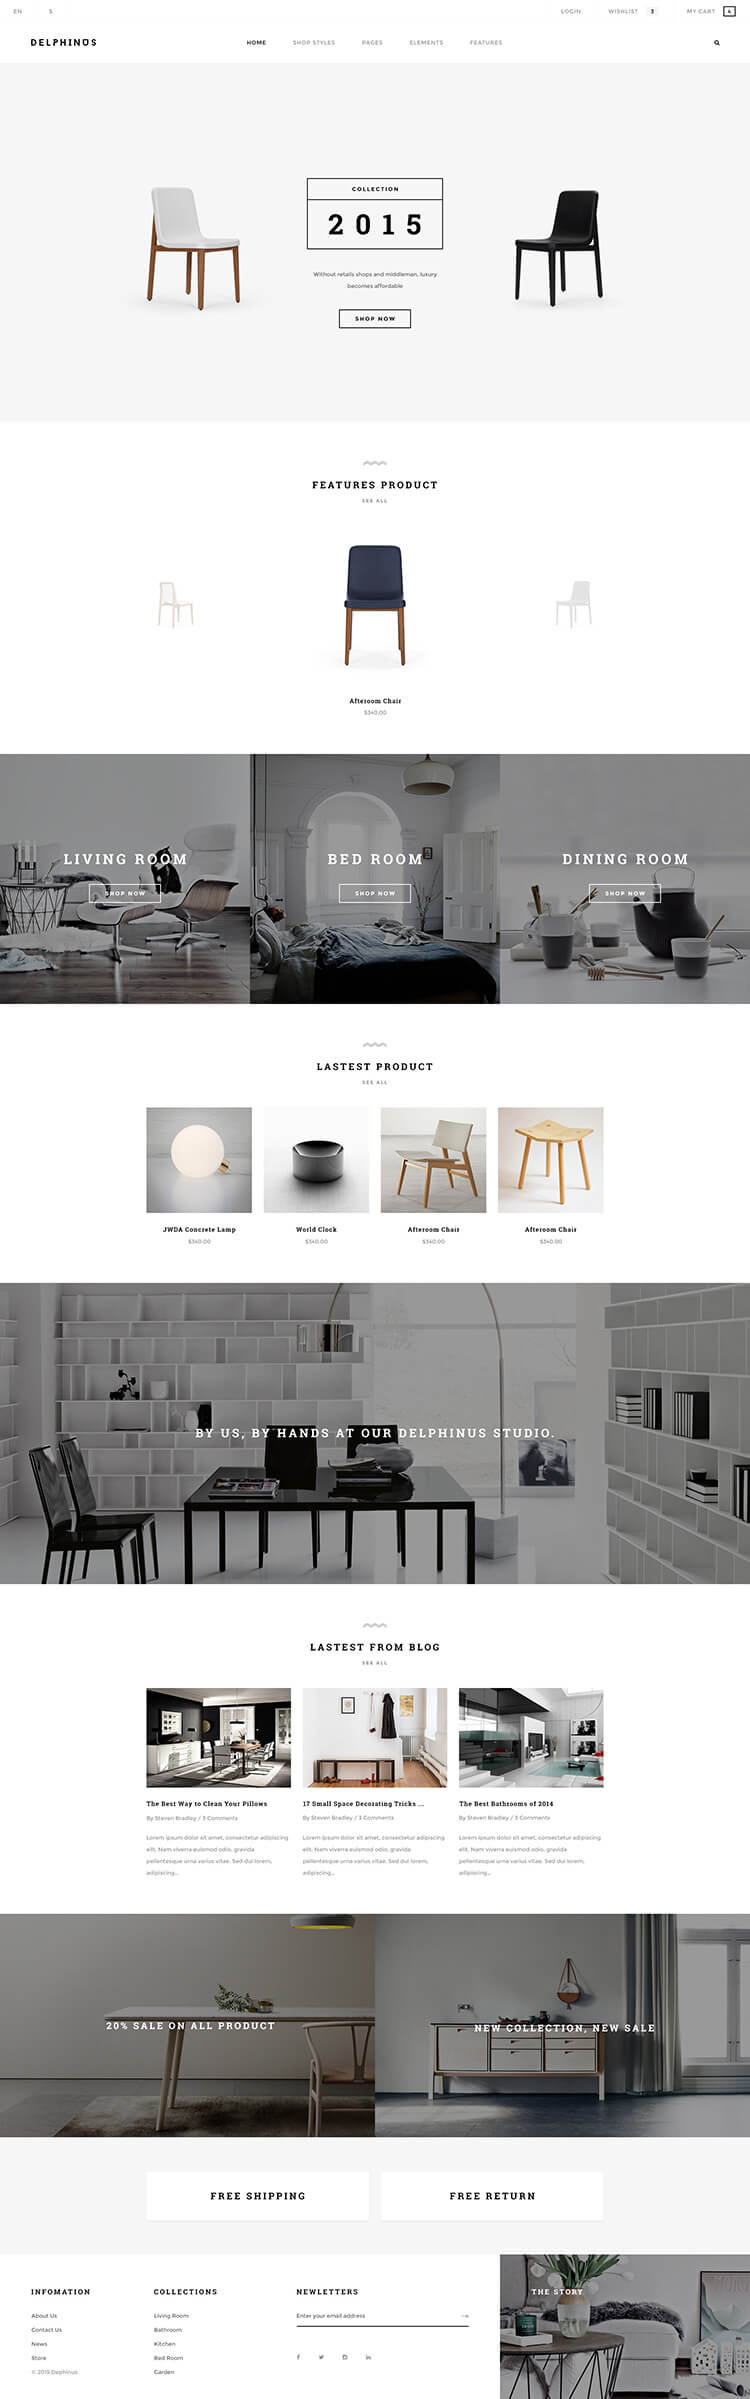 EN S LOGIN WISHLIST 3 MY CART 4
DELPHINUS HOME SHOP STYLES PAGES ELEMENTS FEATURES
COLLECTION
2015
Without retails shops and middleman, luxury
becomes affordable
SHOP NOW
FEATURES PRODUCT
SEE ALL
Afteroom Chair
$340.00
LIVING ROOM
SHOP NOW
BED ROOM
SHOP NOW
DINING ROOM
SHOP NOW
LASTEST PRODUCT
SEE ALL
JWDA Concrete Lamp
$340.00
World Clock
$340.00
Afteroom Chair
$340.00
Afteroom Chair
$340.00
BY US, BY HANDS AT OUR DELPHINUS STUDIO.
LASTEST FROM BLOG
SEE ALL
The Best Way to Clean Your Pillows
By Steven Bradley / 3 Comments
Lorem ipsum dolor sit amet, consectetur adipiscing
elit. Nam viverra euismod odio, gravida
pellentesque urna varius vitae. Sed dui lorem,
adipiscing...
17 Small Space Decorating Tricks ...
By Steven Bradley / 3 Comments
Lorem ipsum dolor sit amet, consectetur adipiscing
elit. Nam viverra euismod odio, gravida
pellentesque urna varius vitae. Sed dui lorem,
adipiscing...
The Best Bathrooms of 2014
By Steven Bradley / 3 Comments
Lorem ipsum dolor sit amet, consectetur adipiscing
elit. Nam viverra euismod odio, gravida
pellentesque urna varius vitae. Sed dui lorem,
adipiscing...
20% SALE ON ALL PRODUCT
NEW COLLECTION, NEW SALE
FREE SHIPPING
FREE RETURN
INFOMATION
About Us
Contact Us
News
Store
© 2015 Dephinus
COLLECTIONS
Living Room
Bathroom
Kitchen
Bed Room
Garden
NEWLETTERS
Enter your email address
THE STORY